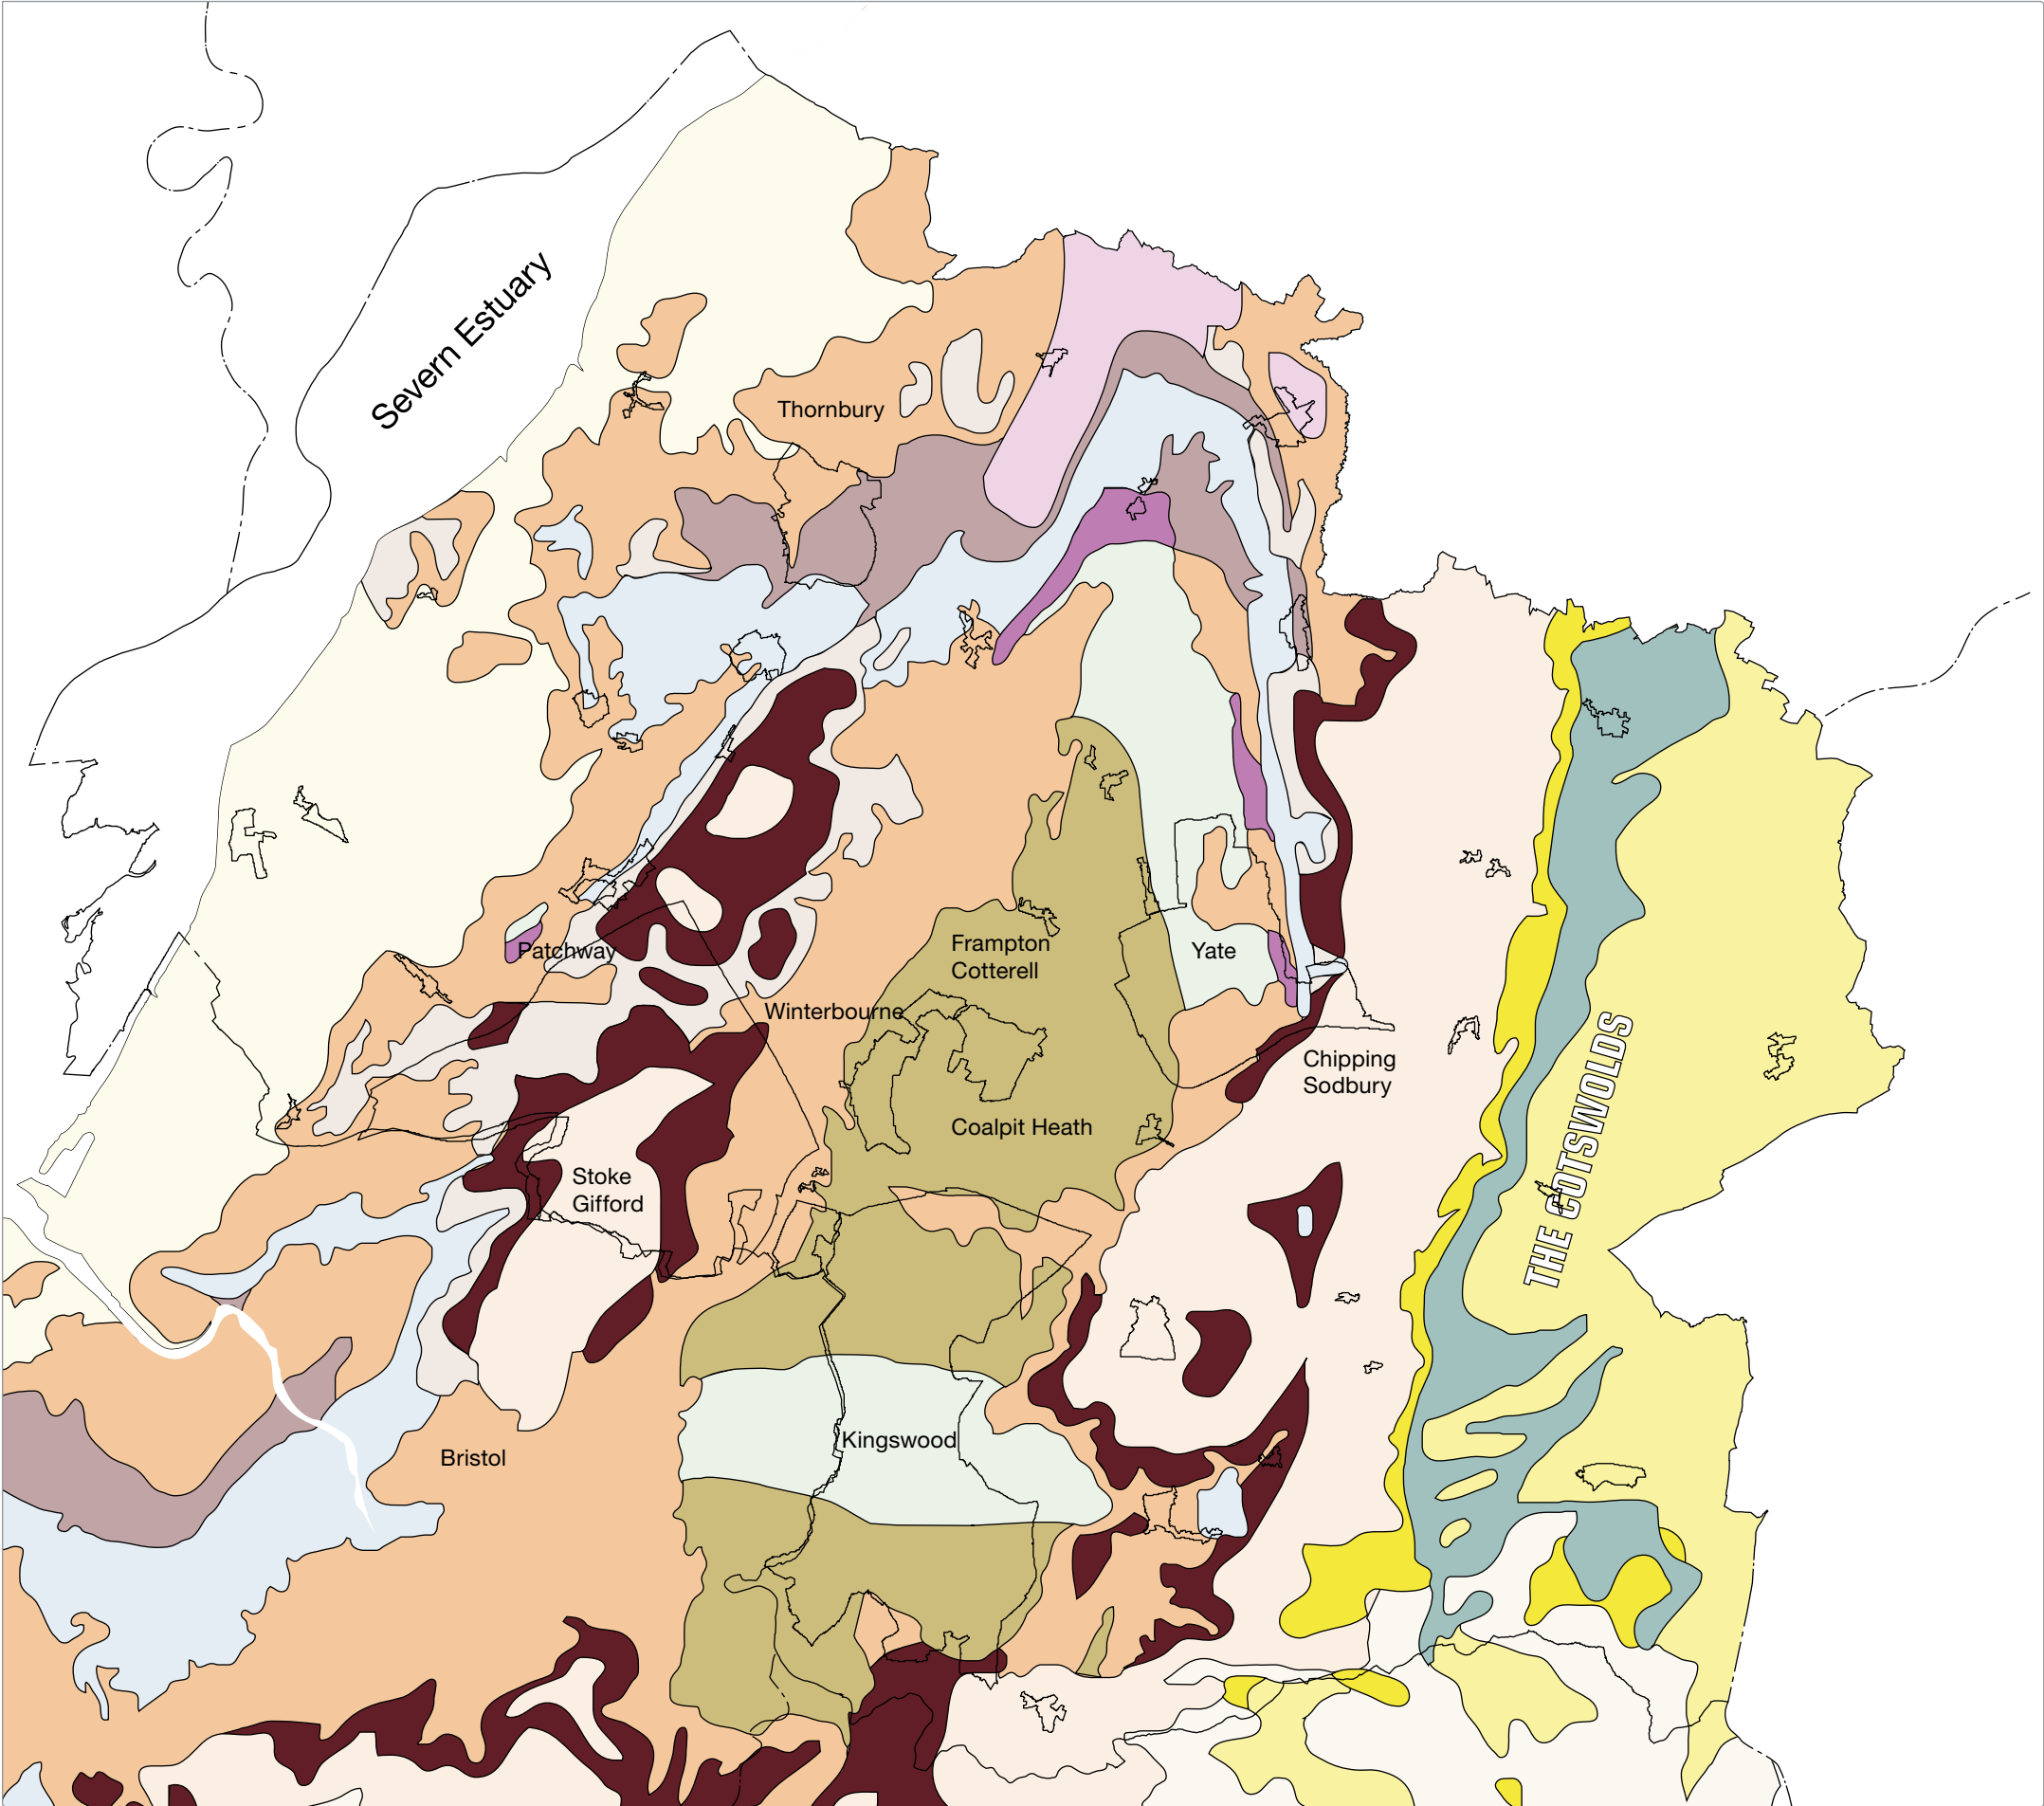 Severn Estuary
Thornbury
Patchway
Frampton
Cotterell
Yate
Winterbourne
Chipping
Sodbury
THE COTSWOLDS
Coalpit Heath
Stoke
Gifford
Kingswood
Bristol